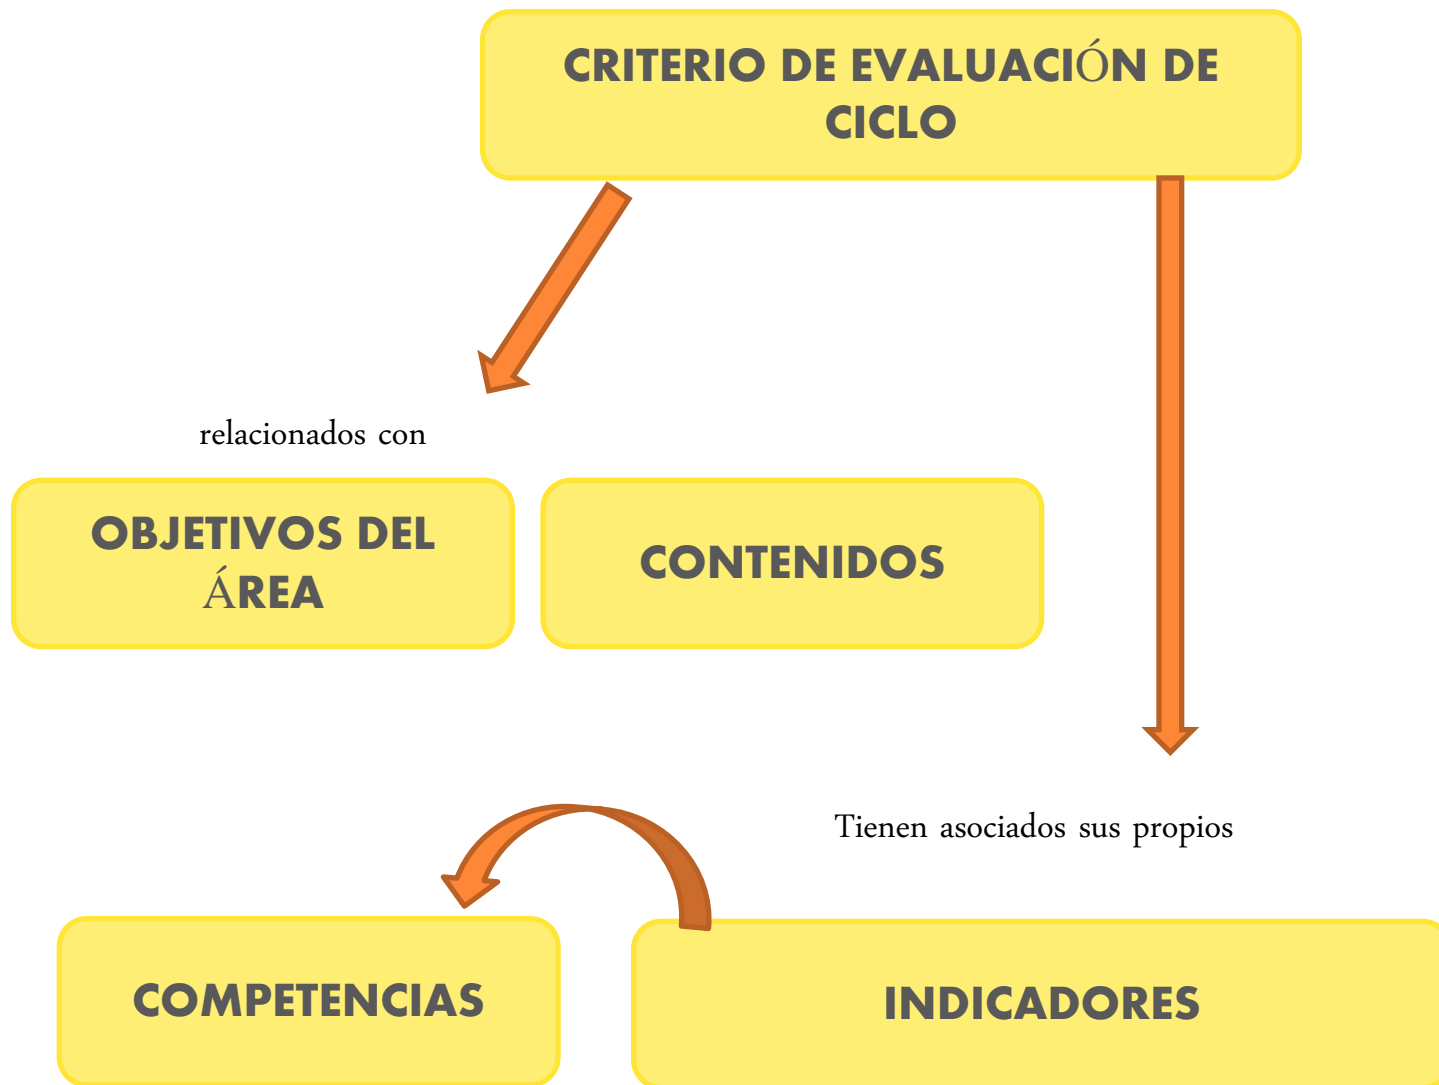 CRITERIO DE EVALUACIÓN DE
CICLO
relacionados con
OBJETIVOS DEL
ÁREA
CONTENIDOS
Tienen asociados sus propios
COMPETENCIAS
INDICADORES